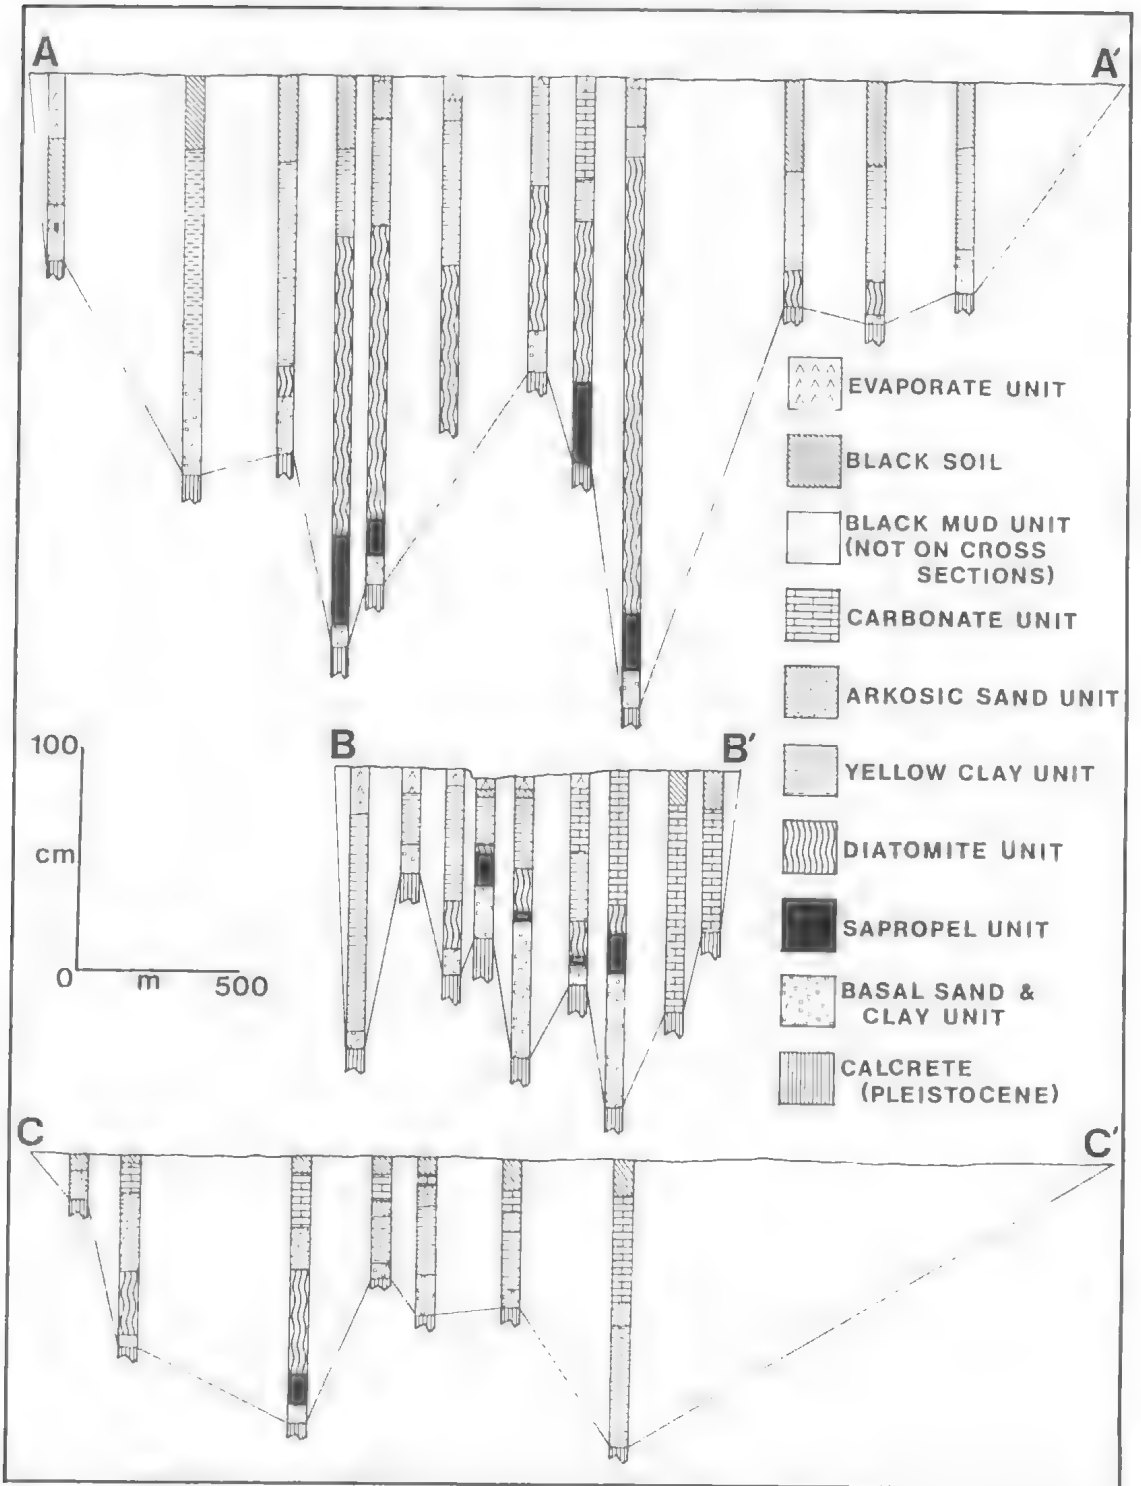 A
A′
EVAPORATE UNIT
BLACK SOIL
BLACK MUD UNIT
(NOT ON CROSS
SECTIONS)
CARBONATE UNIT
ARKOSIC SAND UNIT
YELLOW CLAY UNIT
DIATOMITE UNIT
SAPROPEL UNIT
BASAL SAND &
CLAY UNIT
CALCRETE
(PLEISTOCENE)
100
cm
0
m
500
B
B′
C
C′